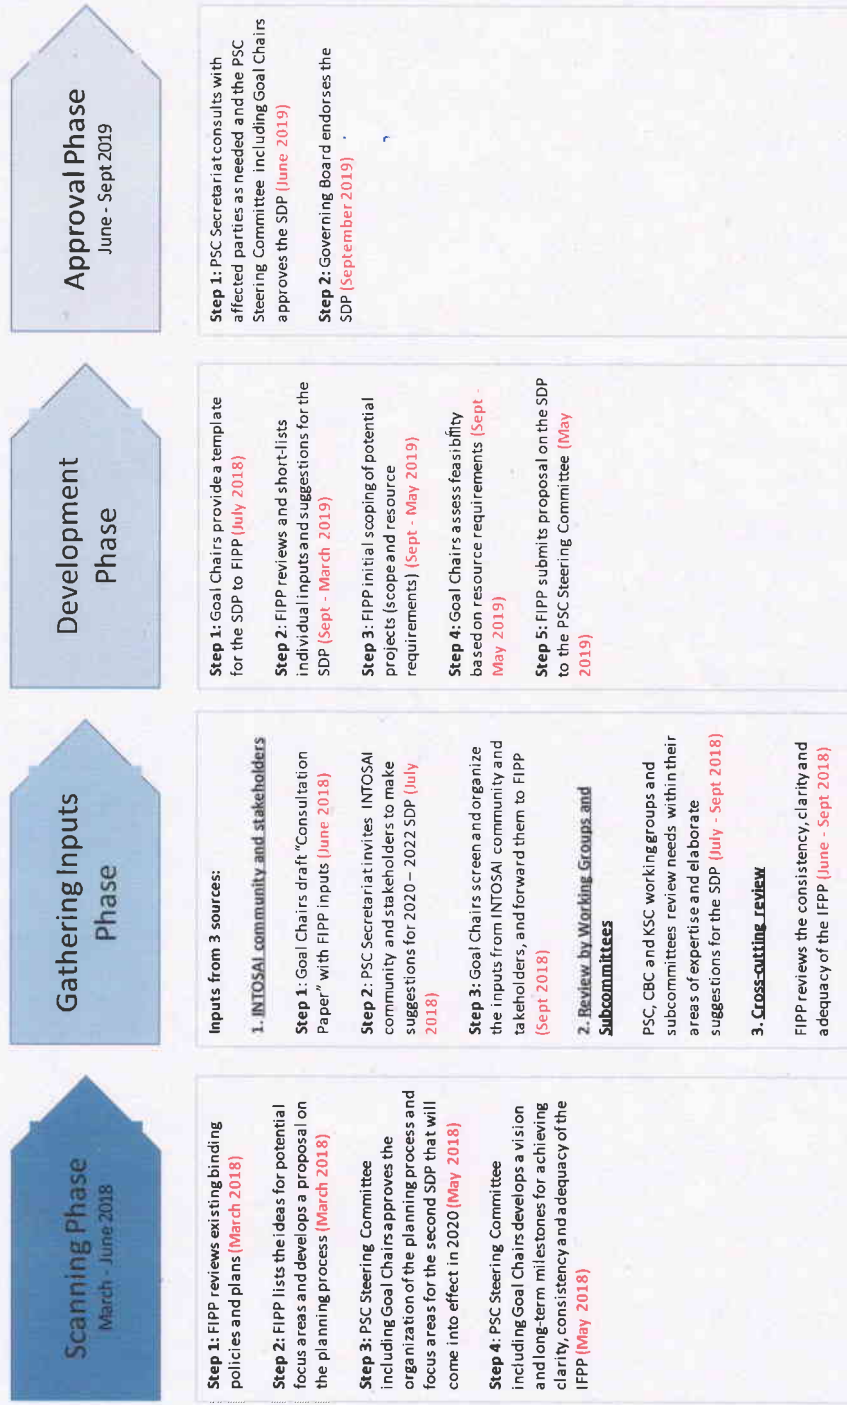 Scanning Phase
March - June 2018
Step 1: FIPP reviews existing binding
policies and plans (March 2018)
Step 2: FIPP lists the ideas for potential
focus areas and develops a proposal on
the planning process (March 2018)
Step 3: PSC Steering Committee
including Goal Chairs approves the
organization of the planning process and
focus areas for the second SDP that will
come into effect in 2020 (May 2018)
Step 4: PSC Steering Committee
including Goal Chairs develops a vision
and long-term milestones for achieving
clarity, consistency and adequacy of the
IFPP (May 2018)
Gathering Inputs
Phase
Inputs from 3 sources:
1. INTOSAI community and stakeholders
Step 1: Goal Chairs draft “Consultation
Paper” with FIPP inputs (June 2018)
Step 2: PSC Secretariat invites INTOSAI
community and stakeholders to make
suggestions for 2020 – 2022 SDP (July
2018)
Step 3: Goal Chairs screen and organize
the inputs from INTOSAI community and
takeholders, and forward them to FIPP
(Sept 2018)
2. Review by Working Groups and
Subcommittees
PSC, CBC and KSC working groups and
subcommittees review needs within their
areas of expertise and elaborate
suggestions for the SDP (July - Sept 2018)
3. Cross-cutting review
FIPP reviews the consistency, clarity and
adequacy of the IFPP (June - Sept 2018)
Development
Phase
Step 1: Goal Chairs provide a template
for the SDP to FIPP (July 2018)
Step 2: FIPP reviews and short-lists
individual inputs and suggestions for the
SDP (Sept - March 2019)
Step 3: FIPP initial scoping of potential
projects (scope and resource
requirements) (Sept - May 2019)
Step 4: Goal Chairs assess feasibility
based on resource requirements (Sept -
May 2019)
Step 5: FIPP submits proposal on the SDP
to the PSC Steering Committee (May
2019)
Approval Phase
June - Sept 2019
Step 1: PSC Secretariat consults with
affected parties as needed and the PSC
Steering Committee including Goal Chairs
approves the SDP (June 2019)
Step 2: Governing Board endorses the
SDP (September 2019)